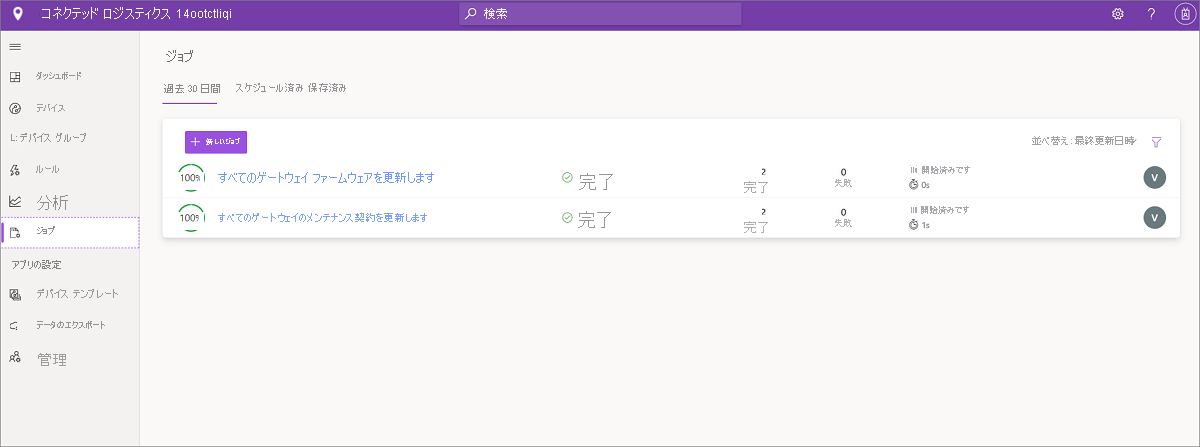 コネクテッド ロジスティクス 14ootctliqi
検索
?
ダッシュボード
デバイス
L: デバイス グループ
ルール
分析
ジョブ
アプリの設定
デバイス テンプレート
データのエクスポート
管理
ジョブ
過去 30 日間 スケジュール済み 保存済み
+ 新しいジョブ
並べ替え: 最終更新日時
100% すべてのゲートウェイ ファームウェアを更新します 完了 2 完了 0 失敗 開始済みです 0s V
100% すべてのゲートウェイのメンテナンス契約を更新します 完了 2 完了 0 失敗 開始済みです 1s V